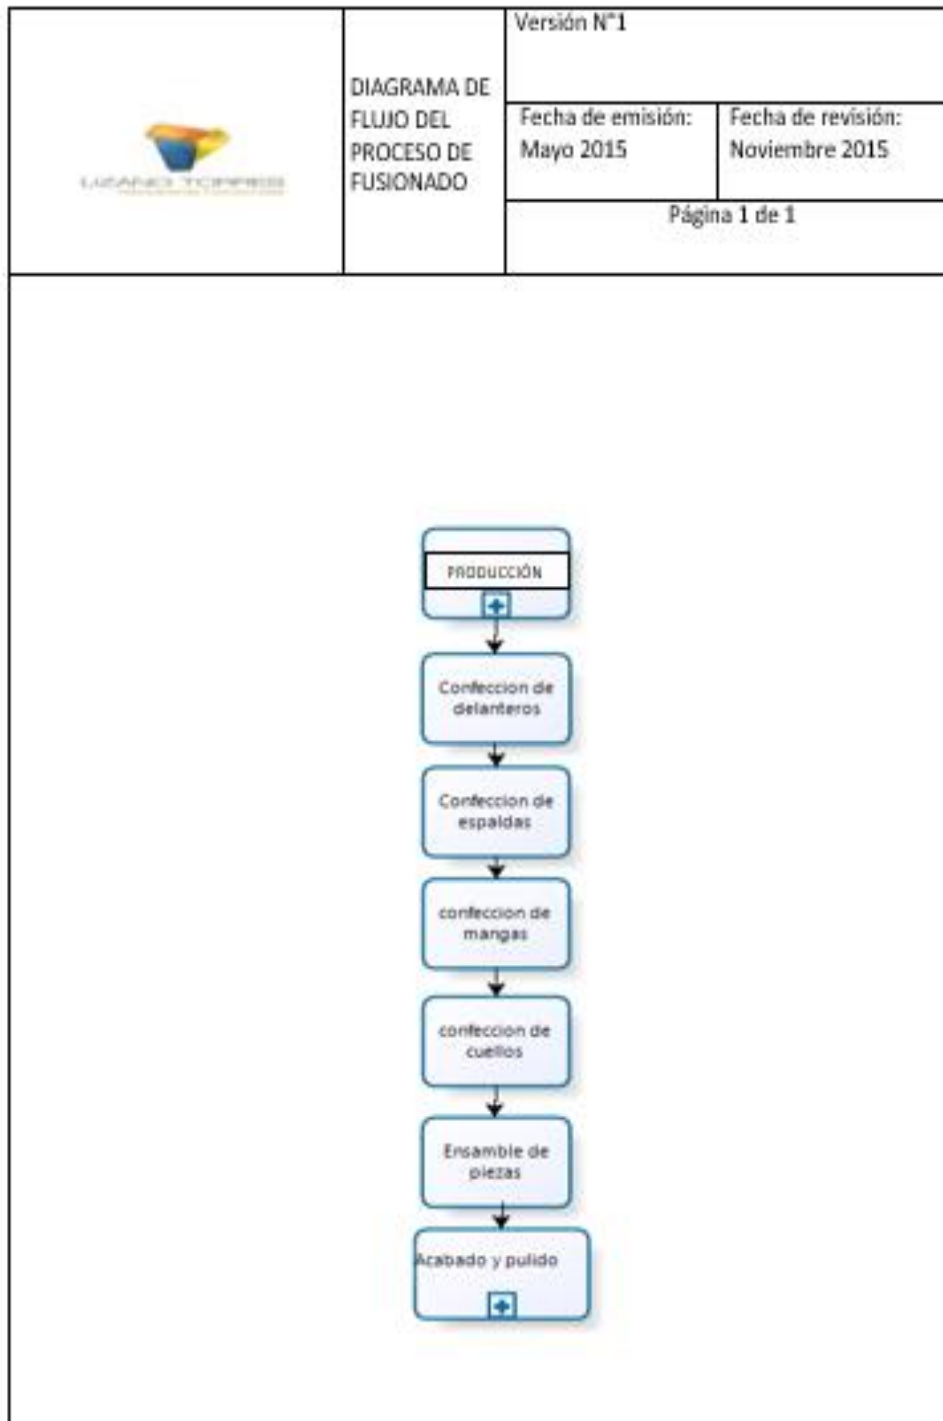 LIZANO TORRES
DIAGRAMA DE
FLUJO DEL
PROCESO DE
FUSIONADO
Versión N°1
Fecha de emisión:
Mayo 2015
Fecha de revisión:
Noviembre 2015
Página 1 de 1
PRODUCCIÓN
Confeccion de
delanteros
Confeccion de
espaldas
confeccion de
mangas
confeccion de
cuellos
Ensamble de
piezas
Acabado y pulido